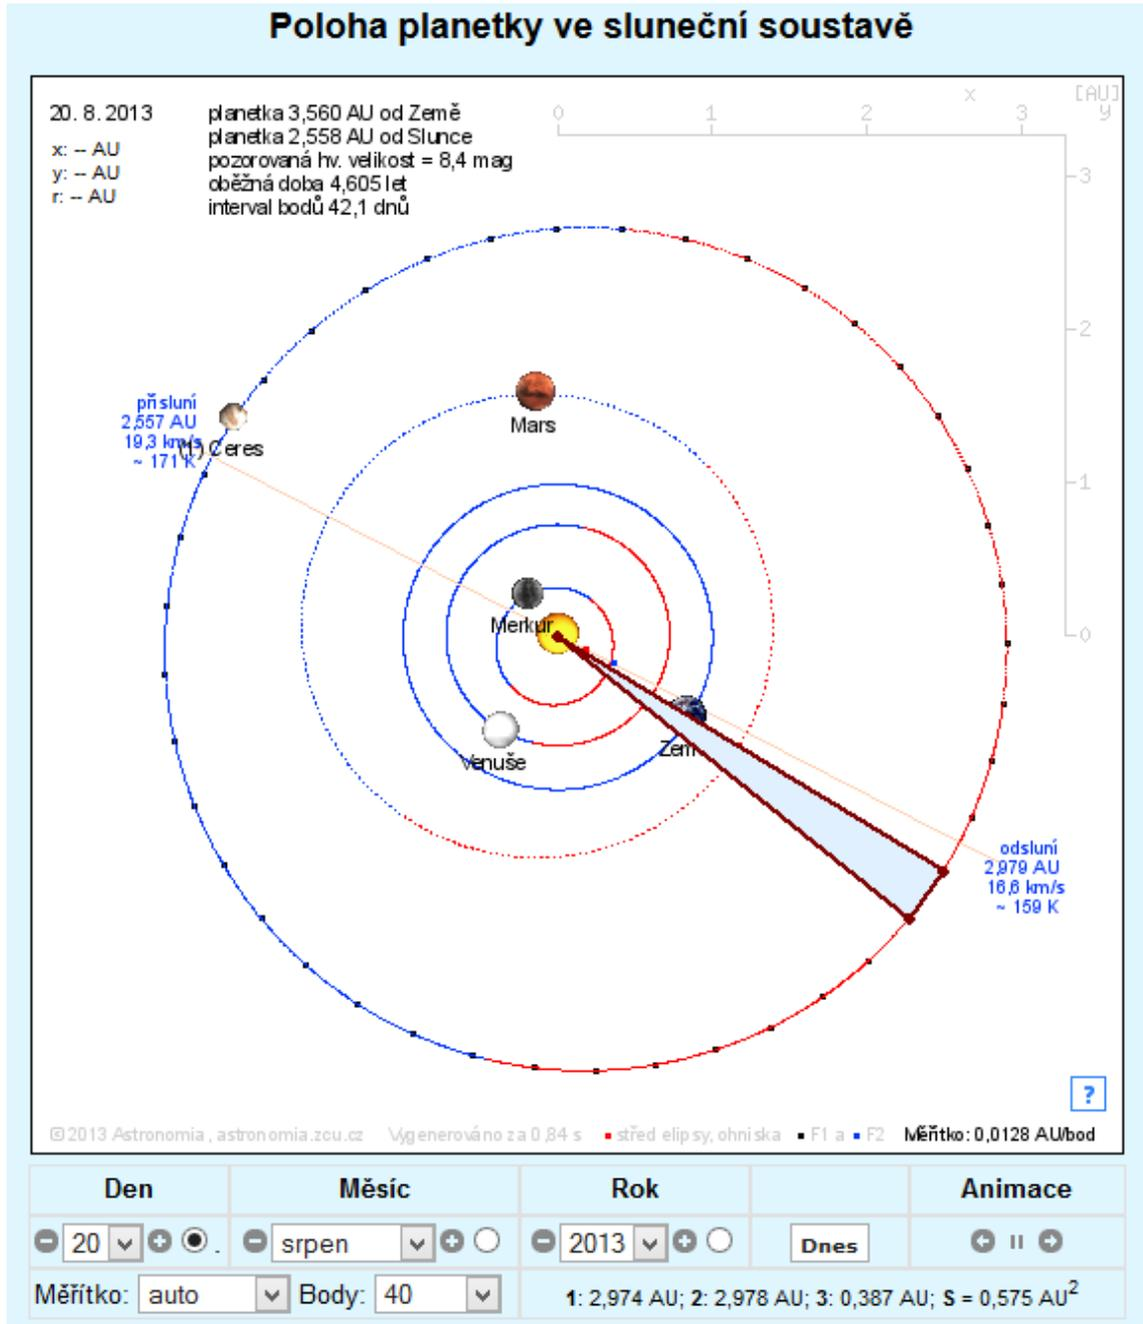 Poloha planetky ve sluneční soustavě
20. 8. 2013
x: -- AU
y: -- AU
r: -- AU
planetka 3,560 AU od Země
planetka 2,558 AU od Slunce
pozorovaná hv. velikost = 8,4 mag
oběžná doba 4,605 let
interval bodů 42,1 dnů
x [AU]
0 1 2 3 y
3
2
1
0
přísluní
2,557 AU
19,3 km/s
~ 171 K
(1) Ceres
Mars
Merkur
Venuše
Zem
odsluní
2,979 AU
16,6 km/s
~ 159 K
?
©2013 Astronomia, astronomia.zcu.cz Vygenerováno za 0,84 s střed elipsy, ohniska F1 a F2 Měřítko: 0,0128 AU/bod
Den Měsíc Rok Animace
20 . srpen 2013 Dnes
Měřítko: auto Body: 40 1: 2,974 AU; 2: 2,978 AU; 3: 0,387 AU; S = 0,575 AU²